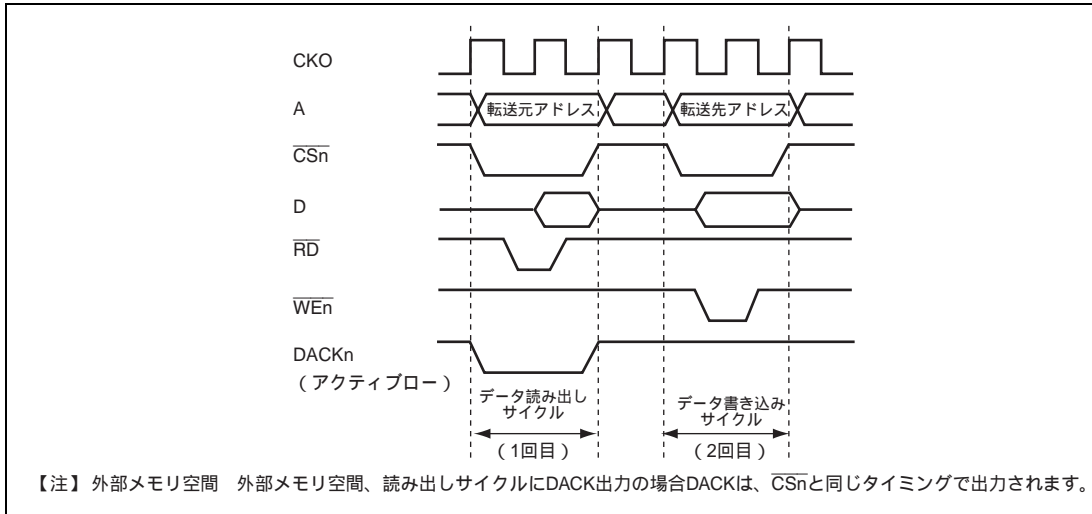 CKO
A
転送元アドレス
転送先アドレス
CSn
D
RD
WEn
DACKn
（アクティブロー）
データ読み出し
サイクル
データ書き込み
サイクル
（1回目）
（2回目）
【注】 外部メモリ空間　外部メモリ空間、読み出しサイクルにDACK出力の場合DACKは、CSnと同じタイミングで出力されます。